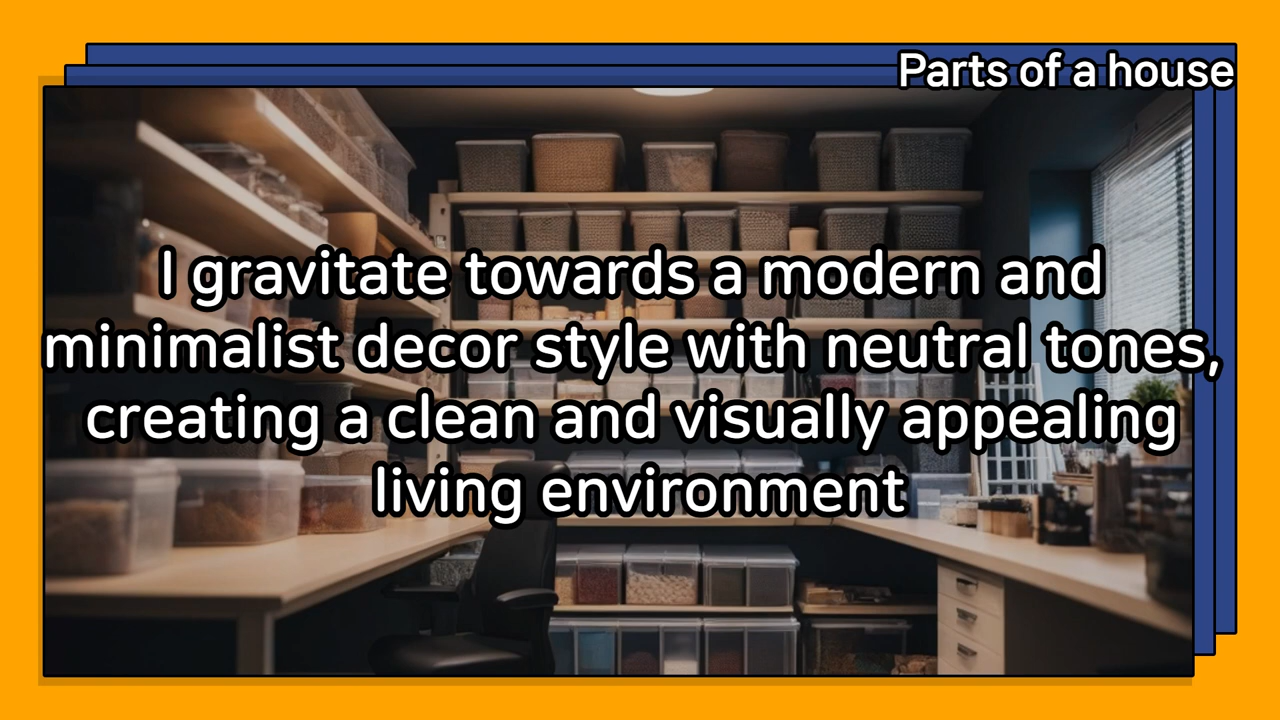 Parts of a house
I gravitate towards a modern and
minimalist decor style with neutral tones,
creating a clean and visually appealing
living environment